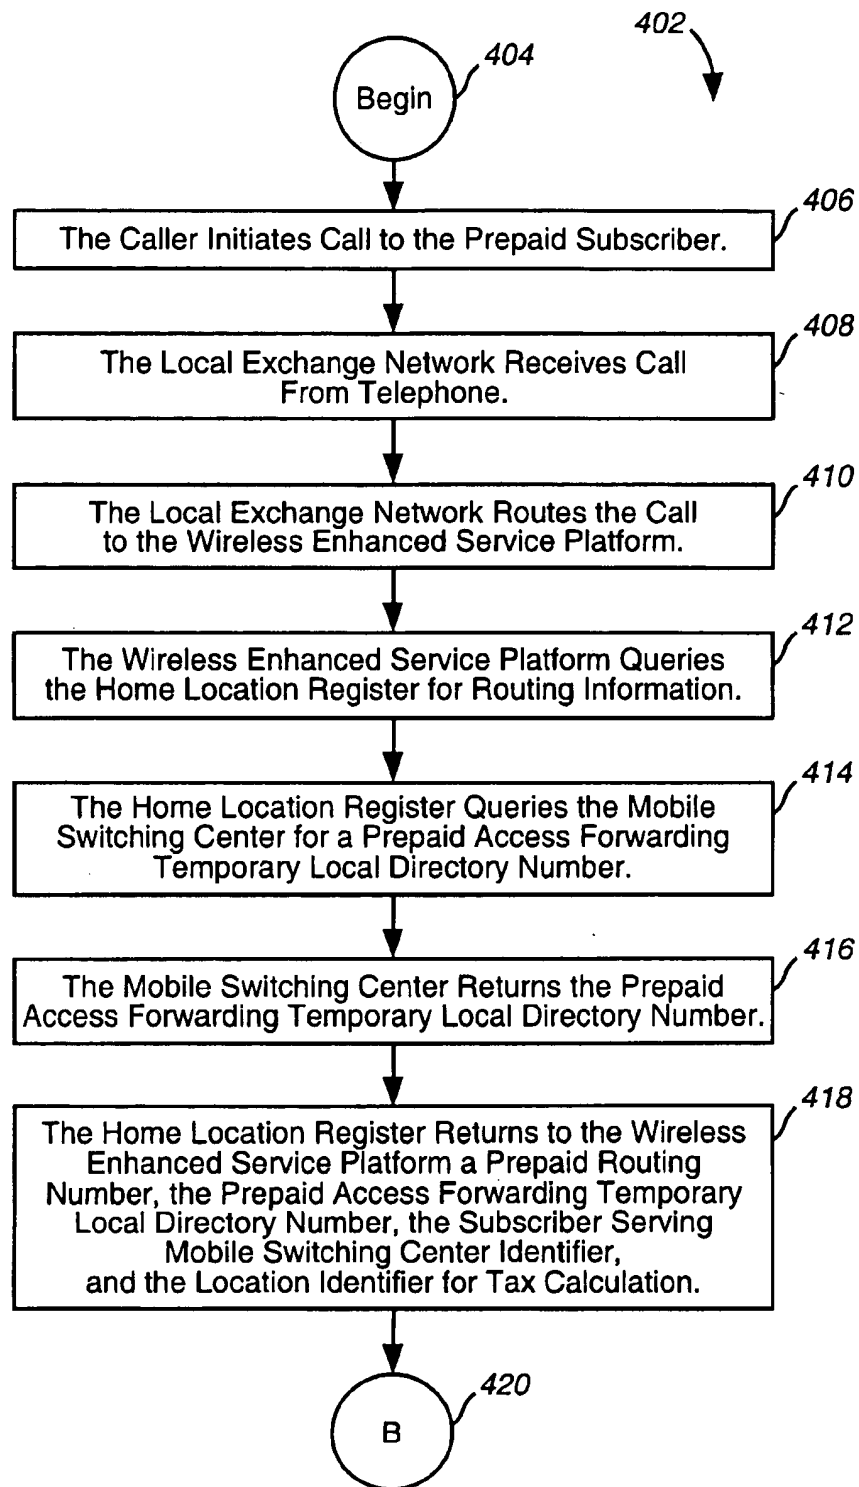 402
404
Begin
406
The Caller Initiates Call to the Prepaid Subscriber.
408
The Local Exchange Network Receives Call
From Telephone.
410
The Local Exchange Network Routes the Call
to the Wireless Enhanced Service Platform.
412
The Wireless Enhanced Service Platform Queries
the Home Location Register for Routing Information.
414
The Home Location Register Queries the Mobile
Switching Center for a Prepaid Access Forwarding
Temporary Local Directory Number.
416
The Mobile Switching Center Returns the Prepaid
Access Forwarding Temporary Local Directory Number.
418
The Home Location Register Returns to the Wireless
Enhanced Service Platform a Prepaid Routing
Number, the Prepaid Access Forwarding Temporary
Local Directory Number, the Subscriber Serving
Mobile Switching Center Identifier,
and the Location Identifier for Tax Calculation.
420
B